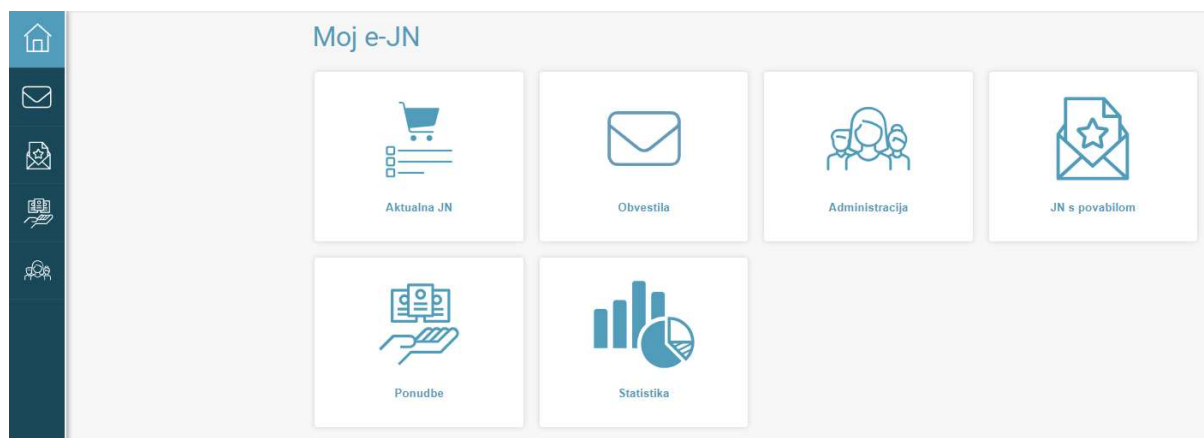 Moj e-JN
Aktualna JN
Obvestila
Administracija
JN s povabilom
Ponudbe
Statistika